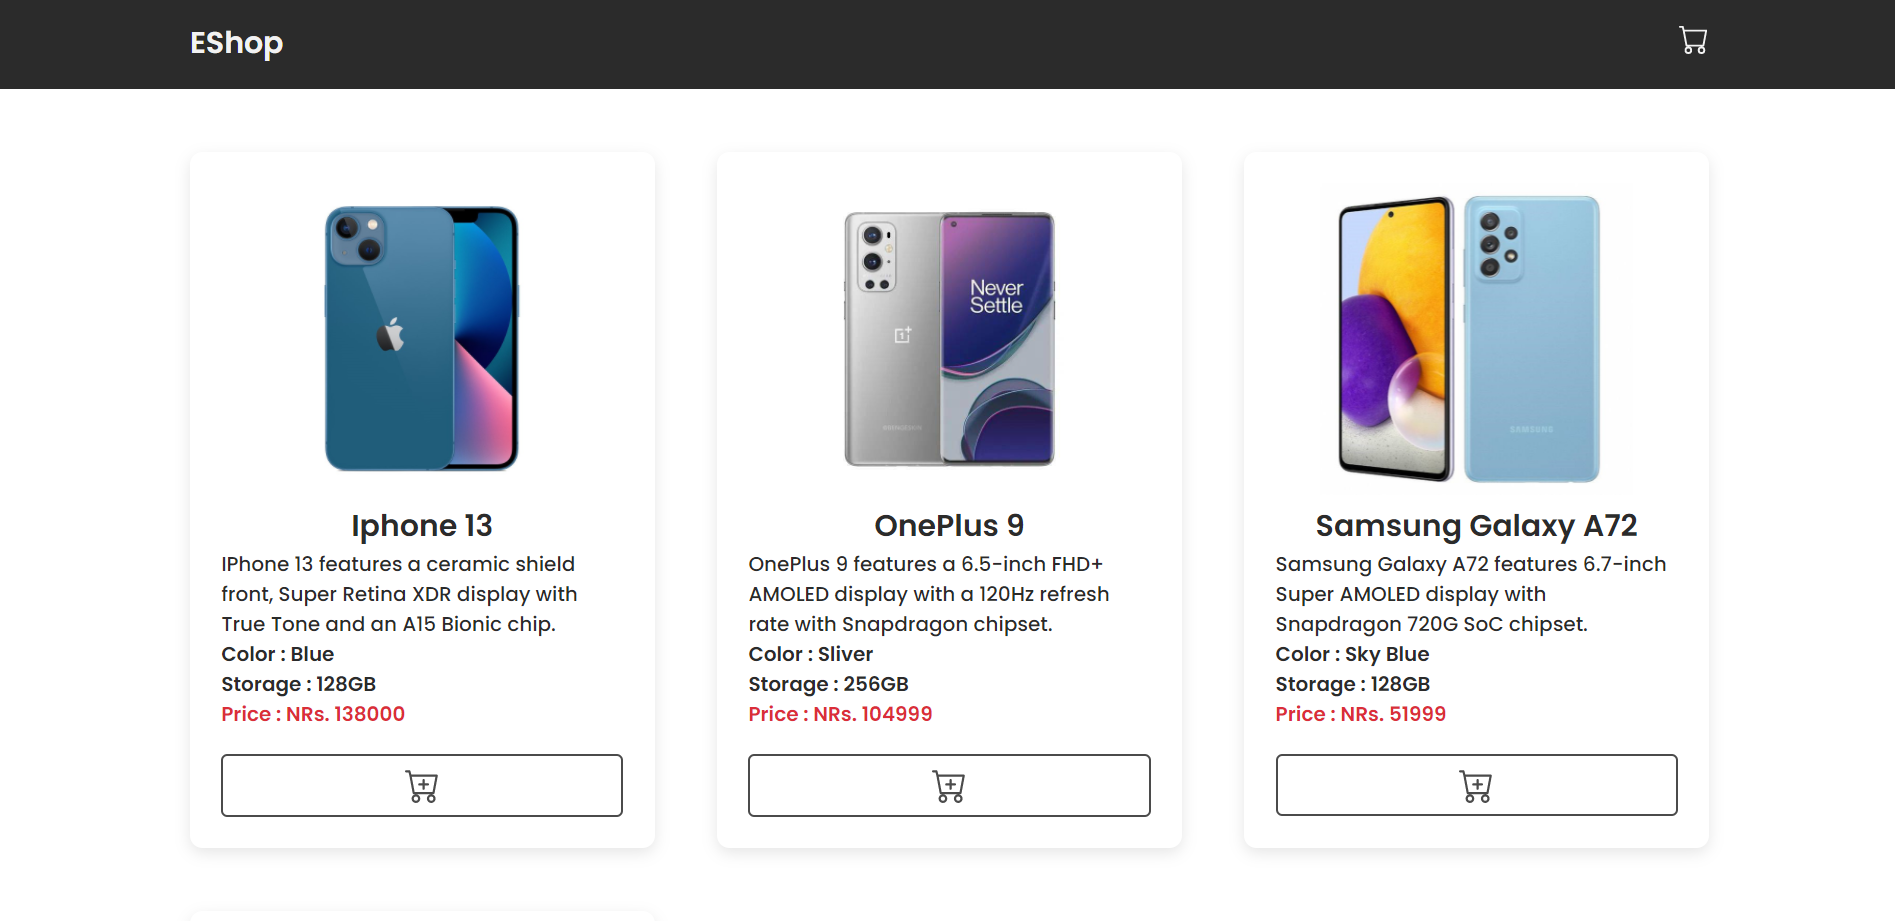 EShop
Never
Settle
SAMSUNG
Iphone 13
IPhone 13 features a ceramic shield
front, Super Retina XDR display with
True Tone and an A15 Bionic chip.
Color : Blue
Storage : 128GB
Price : NRs. 138000
OnePlus 9
OnePlus 9 features a 6.5-inch FHD+
AMOLED display with a 120Hz refresh
rate with Snapdragon chipset.
Color : Sliver
Storage : 256GB
Price : NRs. 104999
Samsung Galaxy A72
Samsung Galaxy A72 features 6.7-inch
Super AMOLED display with
Snapdragon 720G SoC chipset.
Color : Sky Blue
Storage : 128GB
Price : NRs. 51999